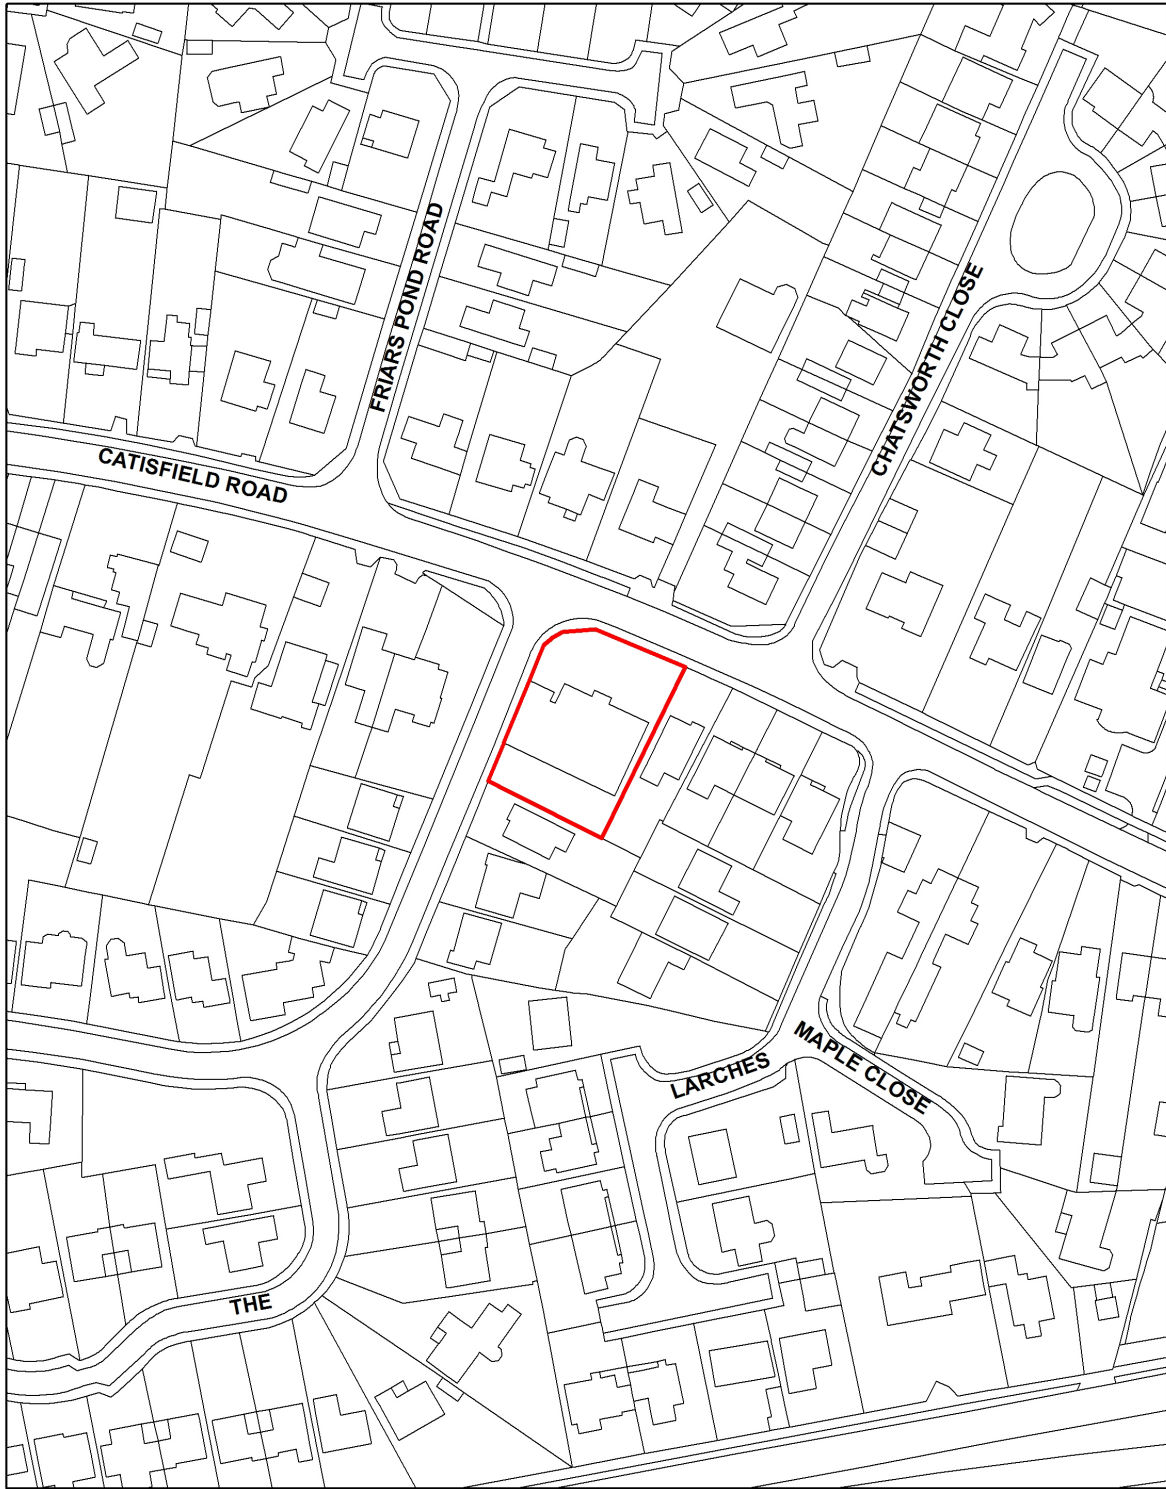 FRIARS POND ROAD
CHATSWORTH CLOSE
CATISFIELD ROAD
MAPLE CLOSE
LARCHES
THE